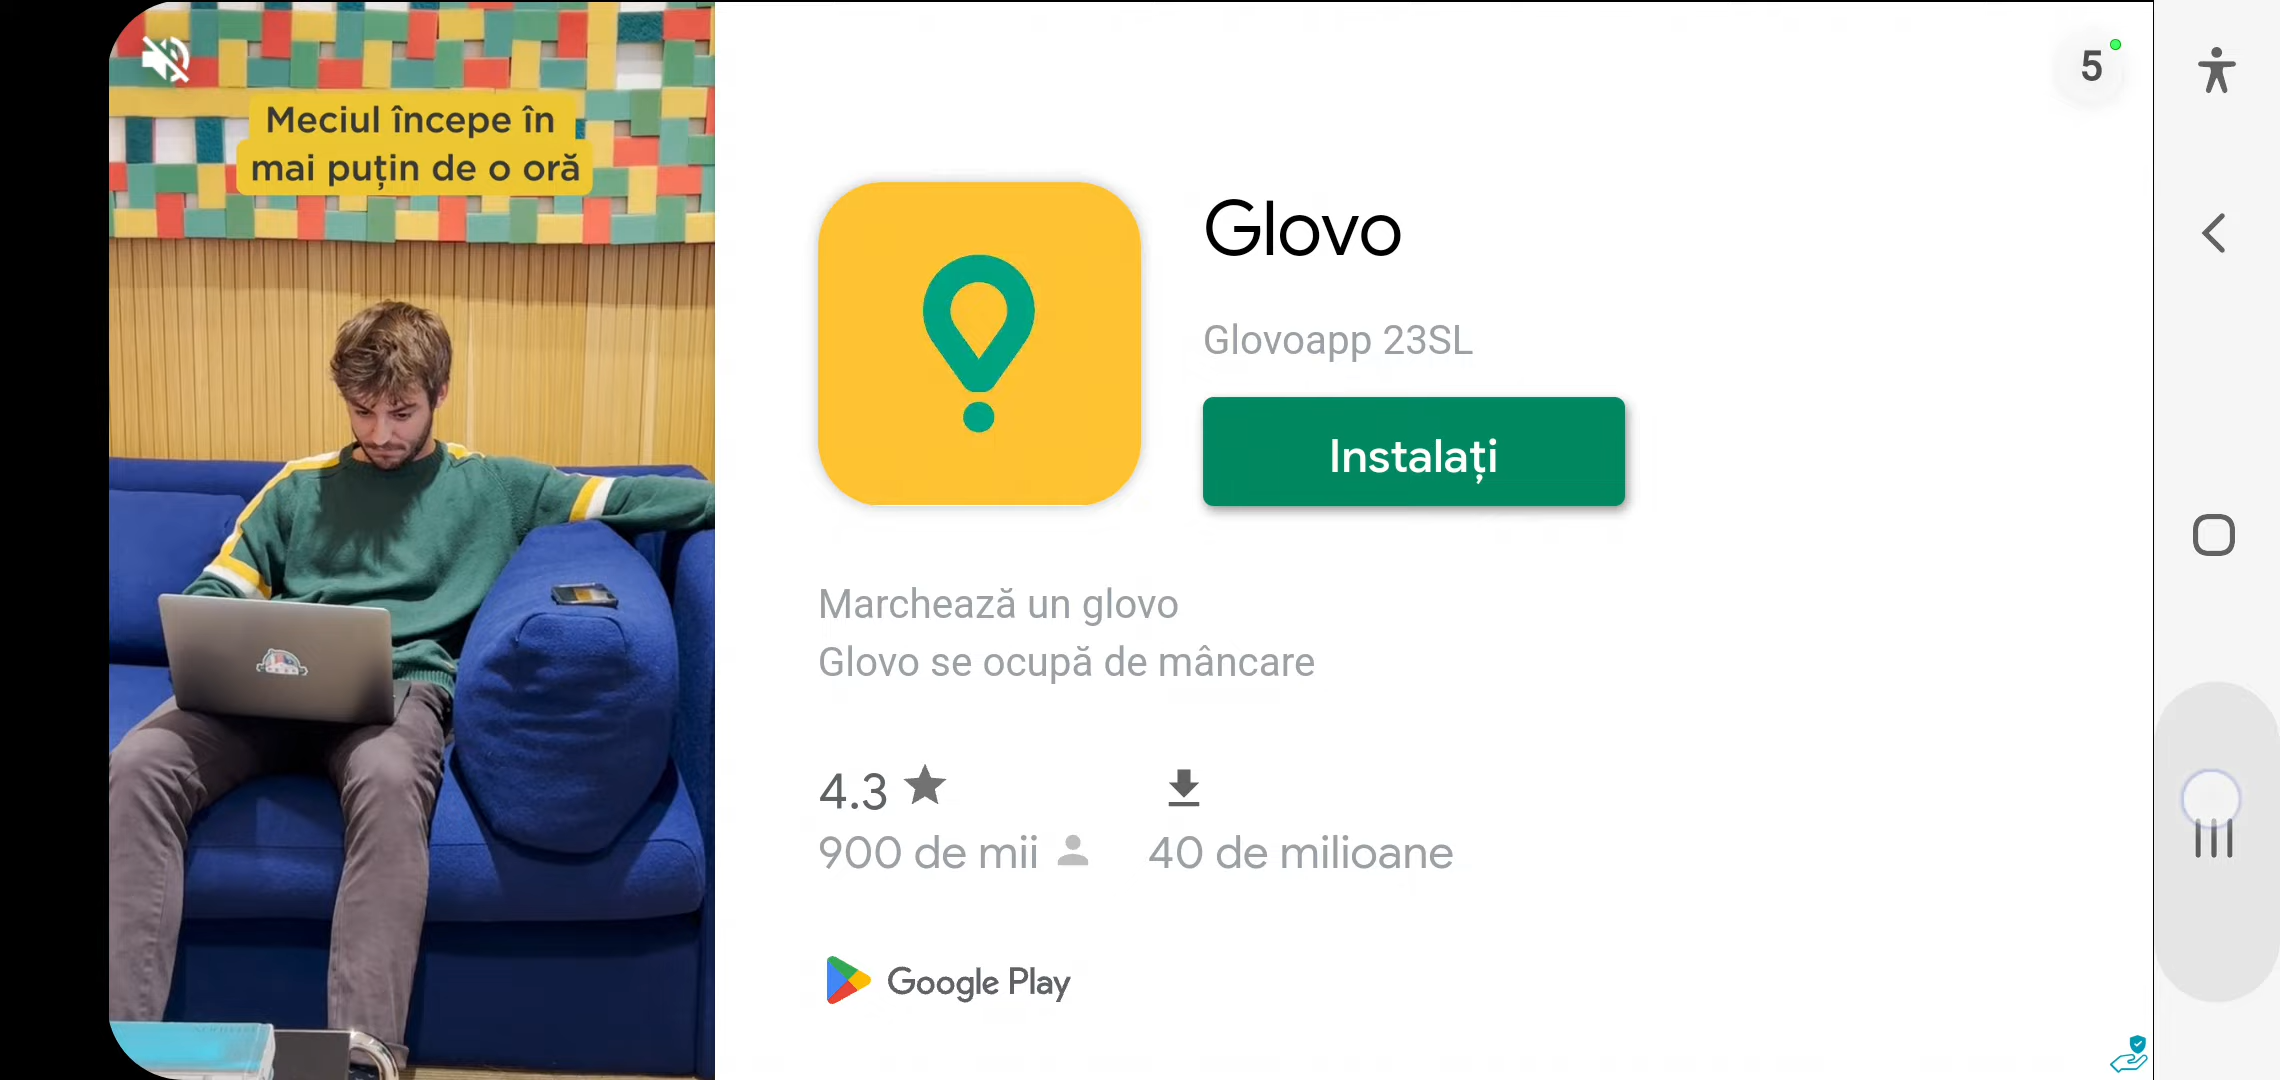 Meciul începe în
mai puțin de o oră
5
Glovo
Glovoapp 23SL
Instalați
Marchează un glovo
Glovo se ocupă de mâncare
4.3
900 de mii
40 de milioane
Google Play